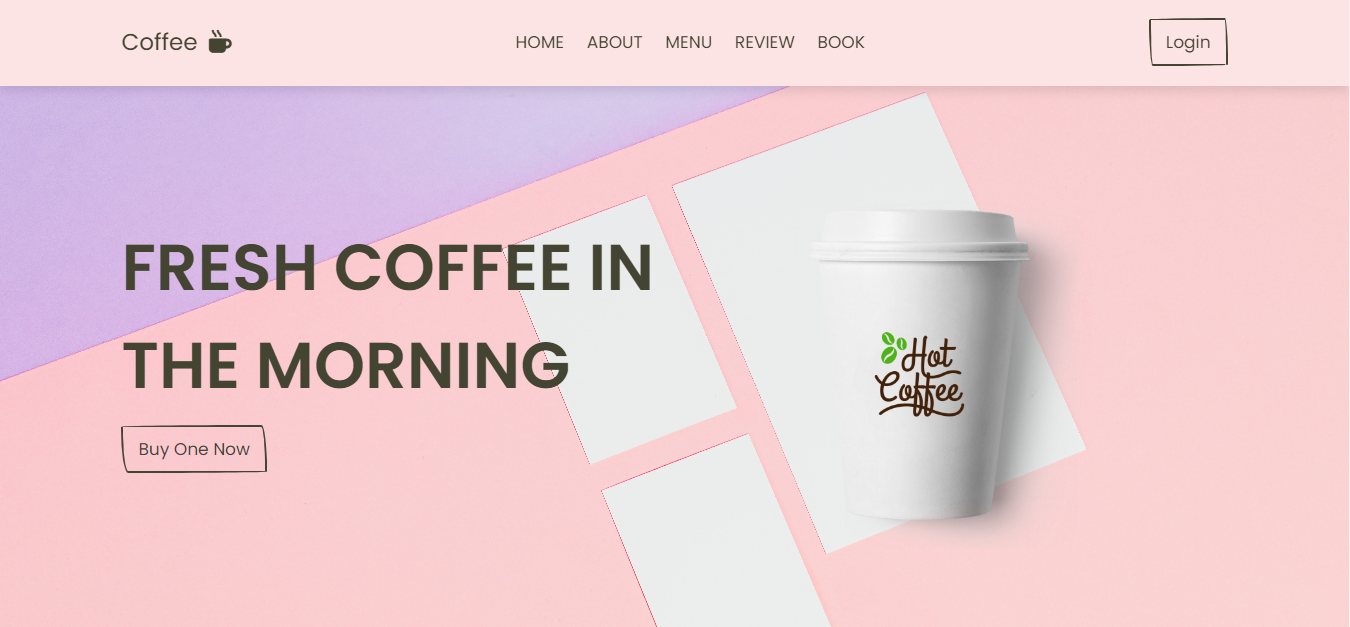 Coffee
HOME ABOUT MENU REVIEW BOOK
Login
FRESH COFFEE IN
THE MORNING
Buy One Now
Hot
Coffee